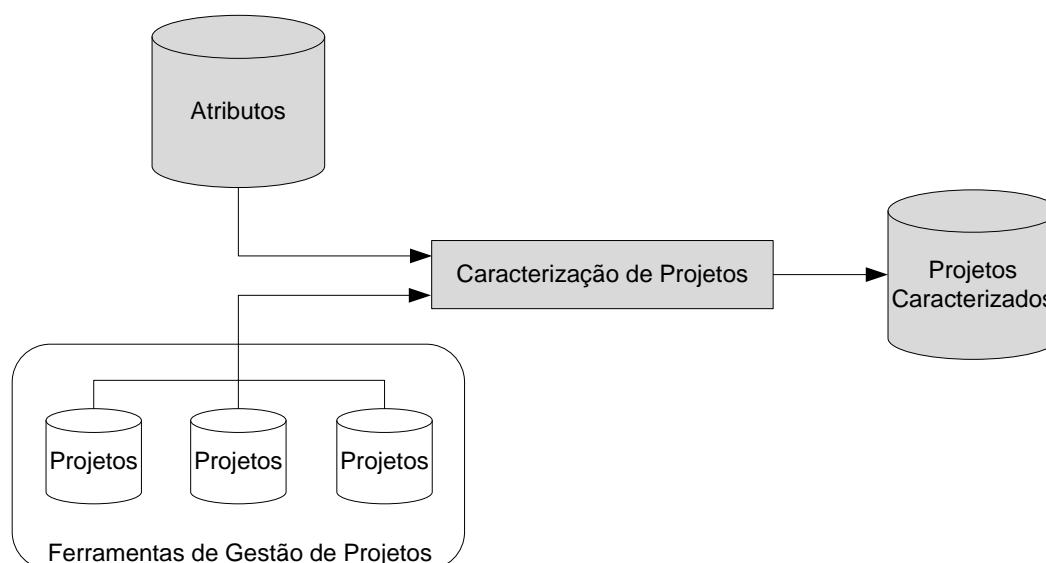 Atributos
Caracterização de Projetos
Projetos
Caracterizados
Projetos
Projetos
Projetos
Ferramentas de Gestão de Projetos